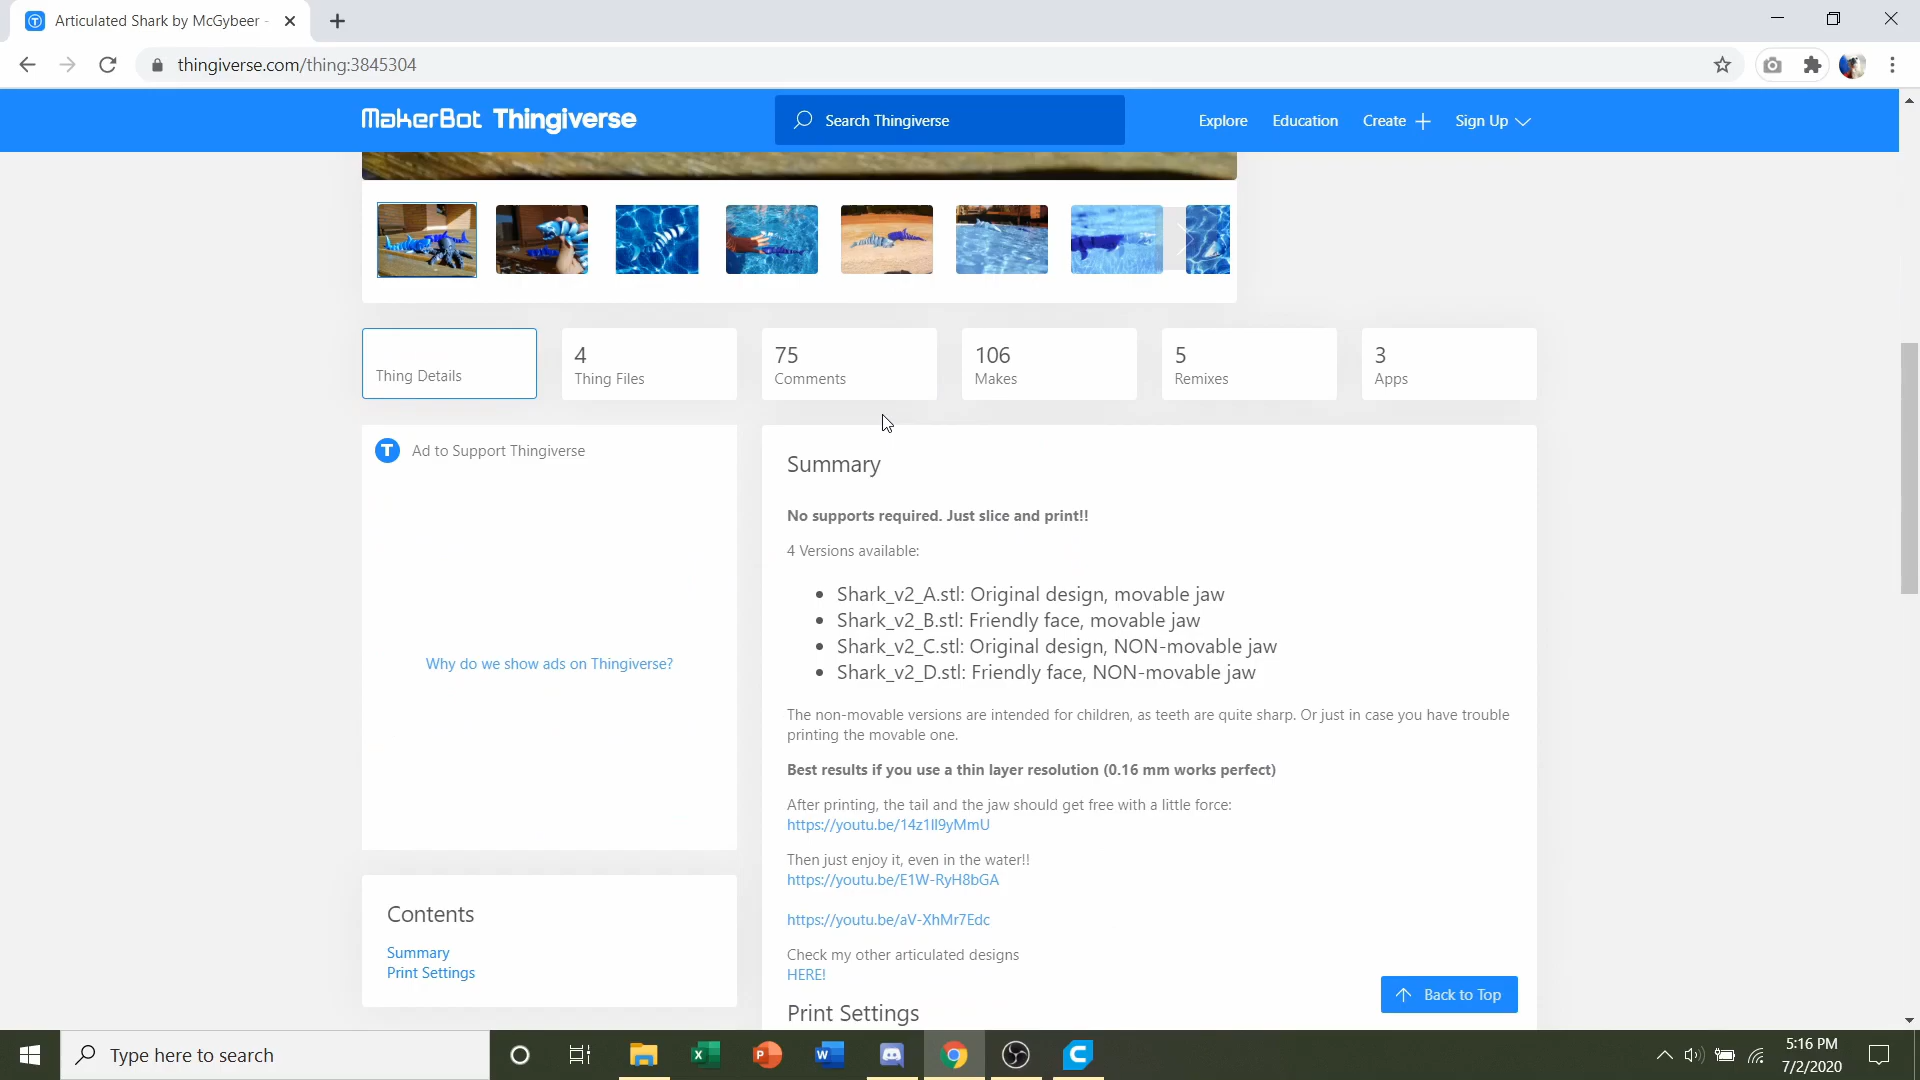 Articulated Shark by McGybeer -
thingiverse.com/thing:3845304
MakerBot Thingiverse
Search Thingiverse
Explore
Education
Create
Sign Up
Thing Details
4
Thing Files
75
Comments
106
Makes
5
Remixes
3
Apps
T Ad to Support Thingiverse
Why do we show ads on Thingiverse?
Contents
Summary
Print Settings
Summary
No supports required. Just slice and print!!
4 Versions available:
• Shark_v2_A.stl: Original design, movable jaw
• Shark_v2_B.stl: Friendly face, movable jaw
• Shark_v2_C.stl: Original design, NON-movable jaw
• Shark_v2_D.stl: Friendly face, NON-movable jaw
The non-movable versions are intended for children, as teeth are quite sharp. Or just in case you have trouble
printing the movable one.
Best results if you use a thin layer resolution (0.16 mm works perfect)
After printing, the tail and the jaw should get free with a little force:
https://youtu.be/14z1lI9yMmU
Then just enjoy it, even in the water!!
https://youtu.be/E1W-RyH8bGA
https://youtu.be/aV-XhMr7Edc
Check my other articulated designs
HERE!
Back to Top
Print Settings
Type here to search
5:16 PM
7/2/2020